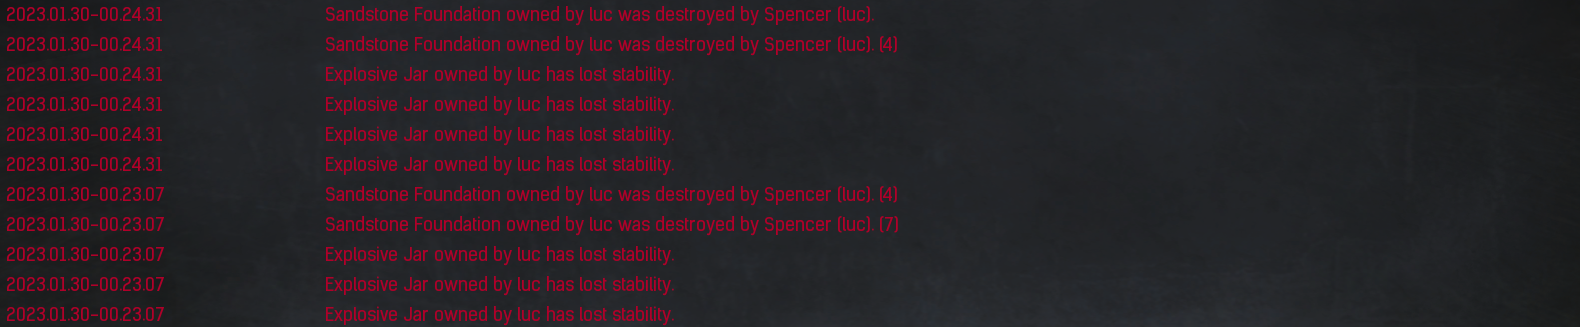 2023.01.30-00.24.31 Sandstone Foundation owned by luc was destroyed by Spencer (luc).
2023.01.30-00.24.31 Sandstone Foundation owned by luc was destroyed by Spencer (luc). (4)
2023.01.30-00.24.31 Explosive Jar owned by luc has lost stability.
2023.01.30-00.24.31 Explosive Jar owned by luc has lost stability.
2023.01.30-00.24.31 Explosive Jar owned by luc has lost stability.
2023.01.30-00.24.31 Explosive Jar owned by luc has lost stability.
2023.01.30-00.23.07 Sandstone Foundation owned by luc was destroyed by Spencer (luc). (4)
2023.01.30-00.23.07 Sandstone Foundation owned by luc was destroyed by Spencer (luc). (7)
2023.01.30-00.23.07 Explosive Jar owned by luc has lost stability.
2023.01.30-00.23.07 Explosive Jar owned by luc has lost stability.
2023.01.30-00.23.07 Explosive Jar owned by luc has lost stability.